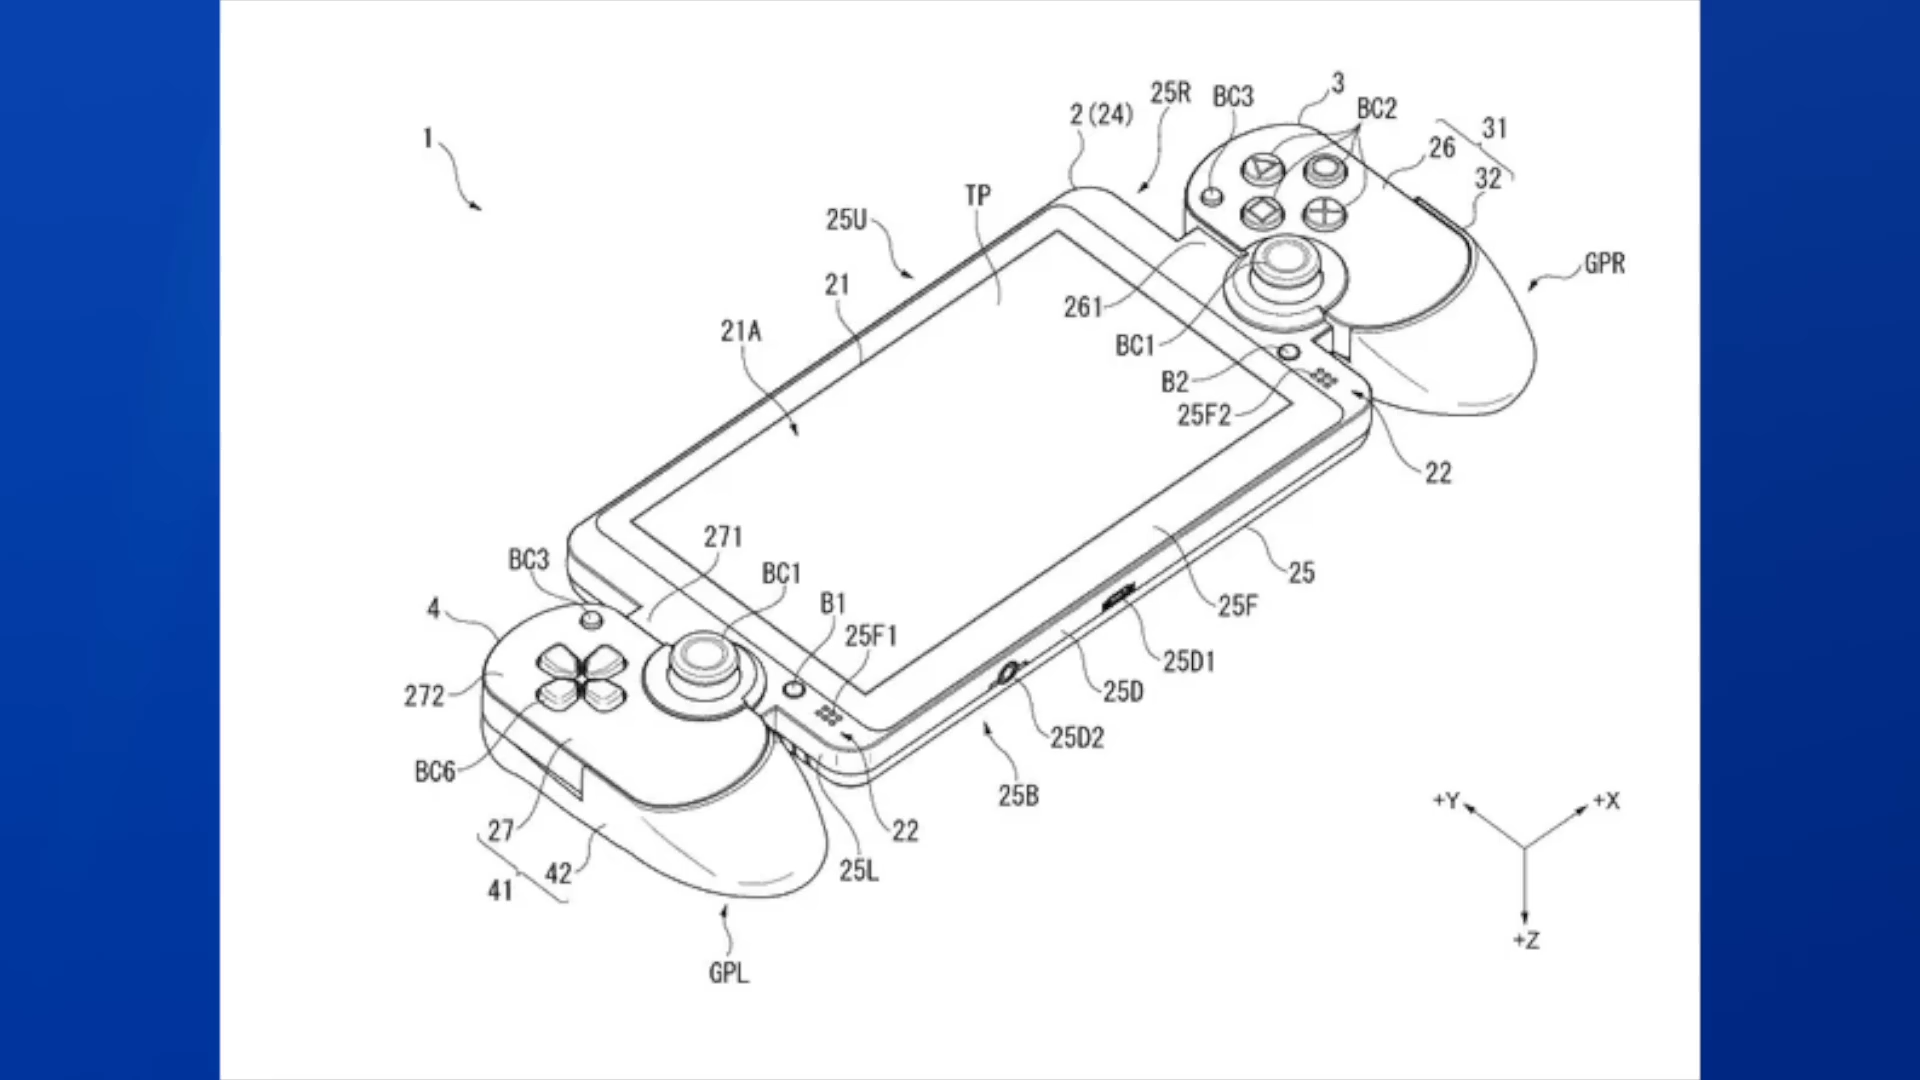 3
25R
BC3
2(24)
BC2
31
1
26
32
TP
25U
GPR
21
261
21A
BC1
B2
25F2
22
271
BC3
BC1
25
B1
4
25F
25F1
25D1
272
25D
25D2
BC6
25B
+Y
+X
27
22
42
25L
41
+Z
GPL